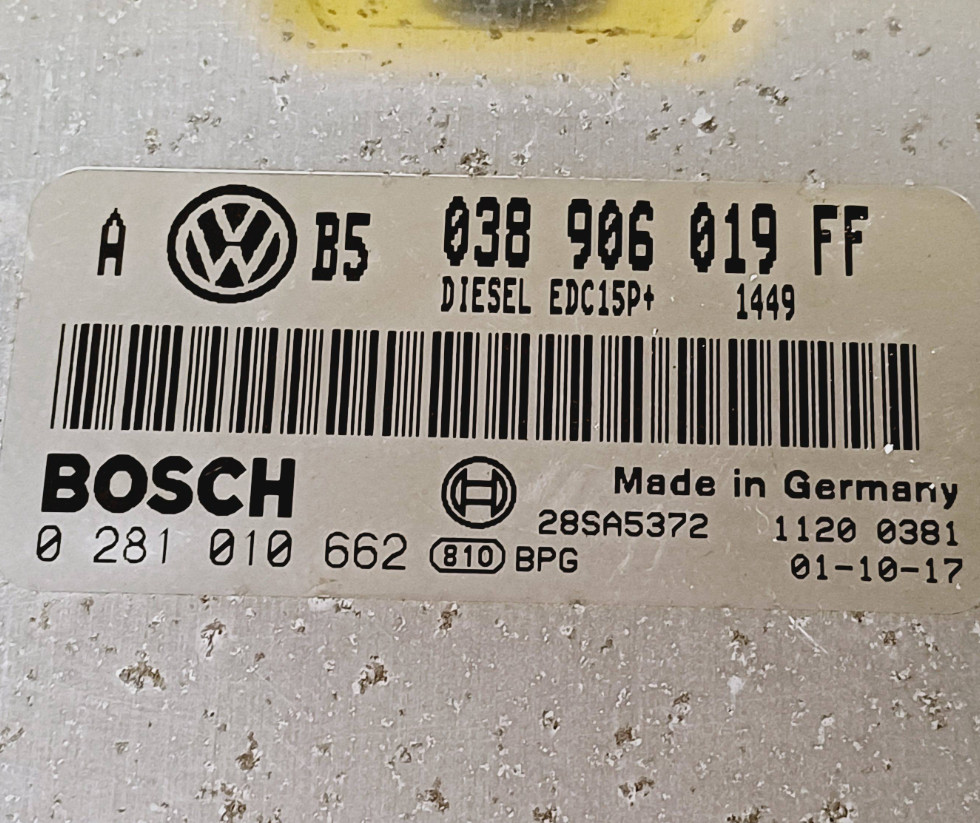 A VW B5 038 906 019 FF
DIESEL EDC15P+ 1449
BOSCH Made in Germany
28SA5372 1120 0381
0 281 010 662 810 BPG 01-10-17